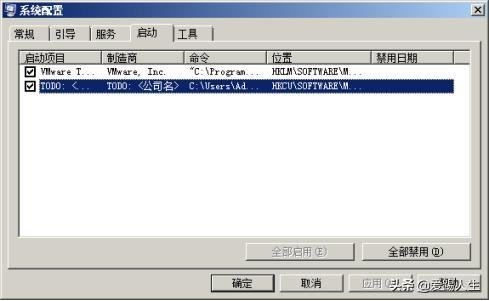 系统配置
常规 引导 服务 启动 工具
启动项目 制造商 命令 位置 禁用日期
VMware T... VMware, Inc. "C:\Program... HKLM\SOFTWARE\M...
TODO: <... TODO: <公司名> C:\Users\Ad... HKCU\SOFTWARE\M...
全部启用(E) 全部禁用(D)
确定 取消 应用(A) 帮助
头条 @爱嗨人生